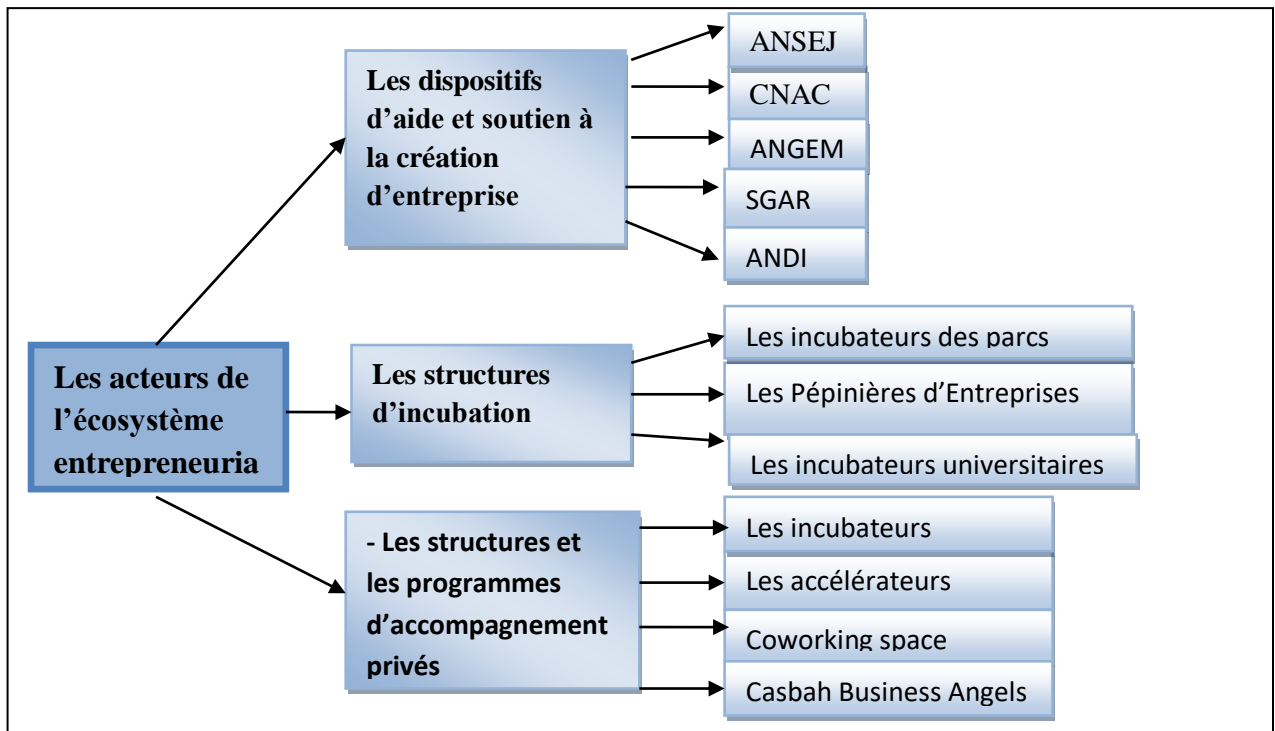 Les acteurs de
l'écosystème
entrepreneuria
Les dispositifs
d'aide et soutien à
la création
d'entreprise
ANSEJ
CNAC
ANGEM
SGAR
ANDI
Les structures
d'incubation
Les incubateurs des parcs
Les Pépinières d'Entreprises
Les incubateurs universitaires
- Les structures et
les programmes
d'accompagnement
privés
Les incubateurs
Les accélérateurs
Coworking space
Casbah Business Angels